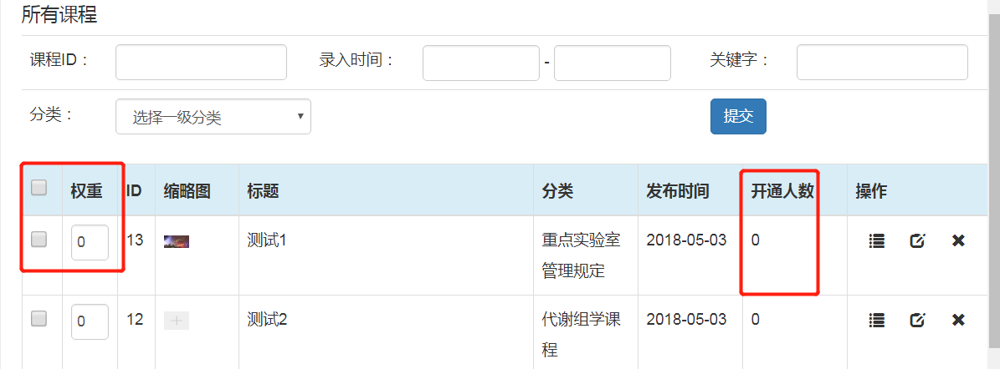 所有课程
课程ID： 录入时间： - 关键字：
分类： 选择一级分类 提交
权重 ID 缩略图 标题 分类 发布时间 开通人数 操作
0 13 测试1 重点实验室 2018-05-03 0
管理规定
0 12 测试2 代谢组学课 2018-05-03 0
程